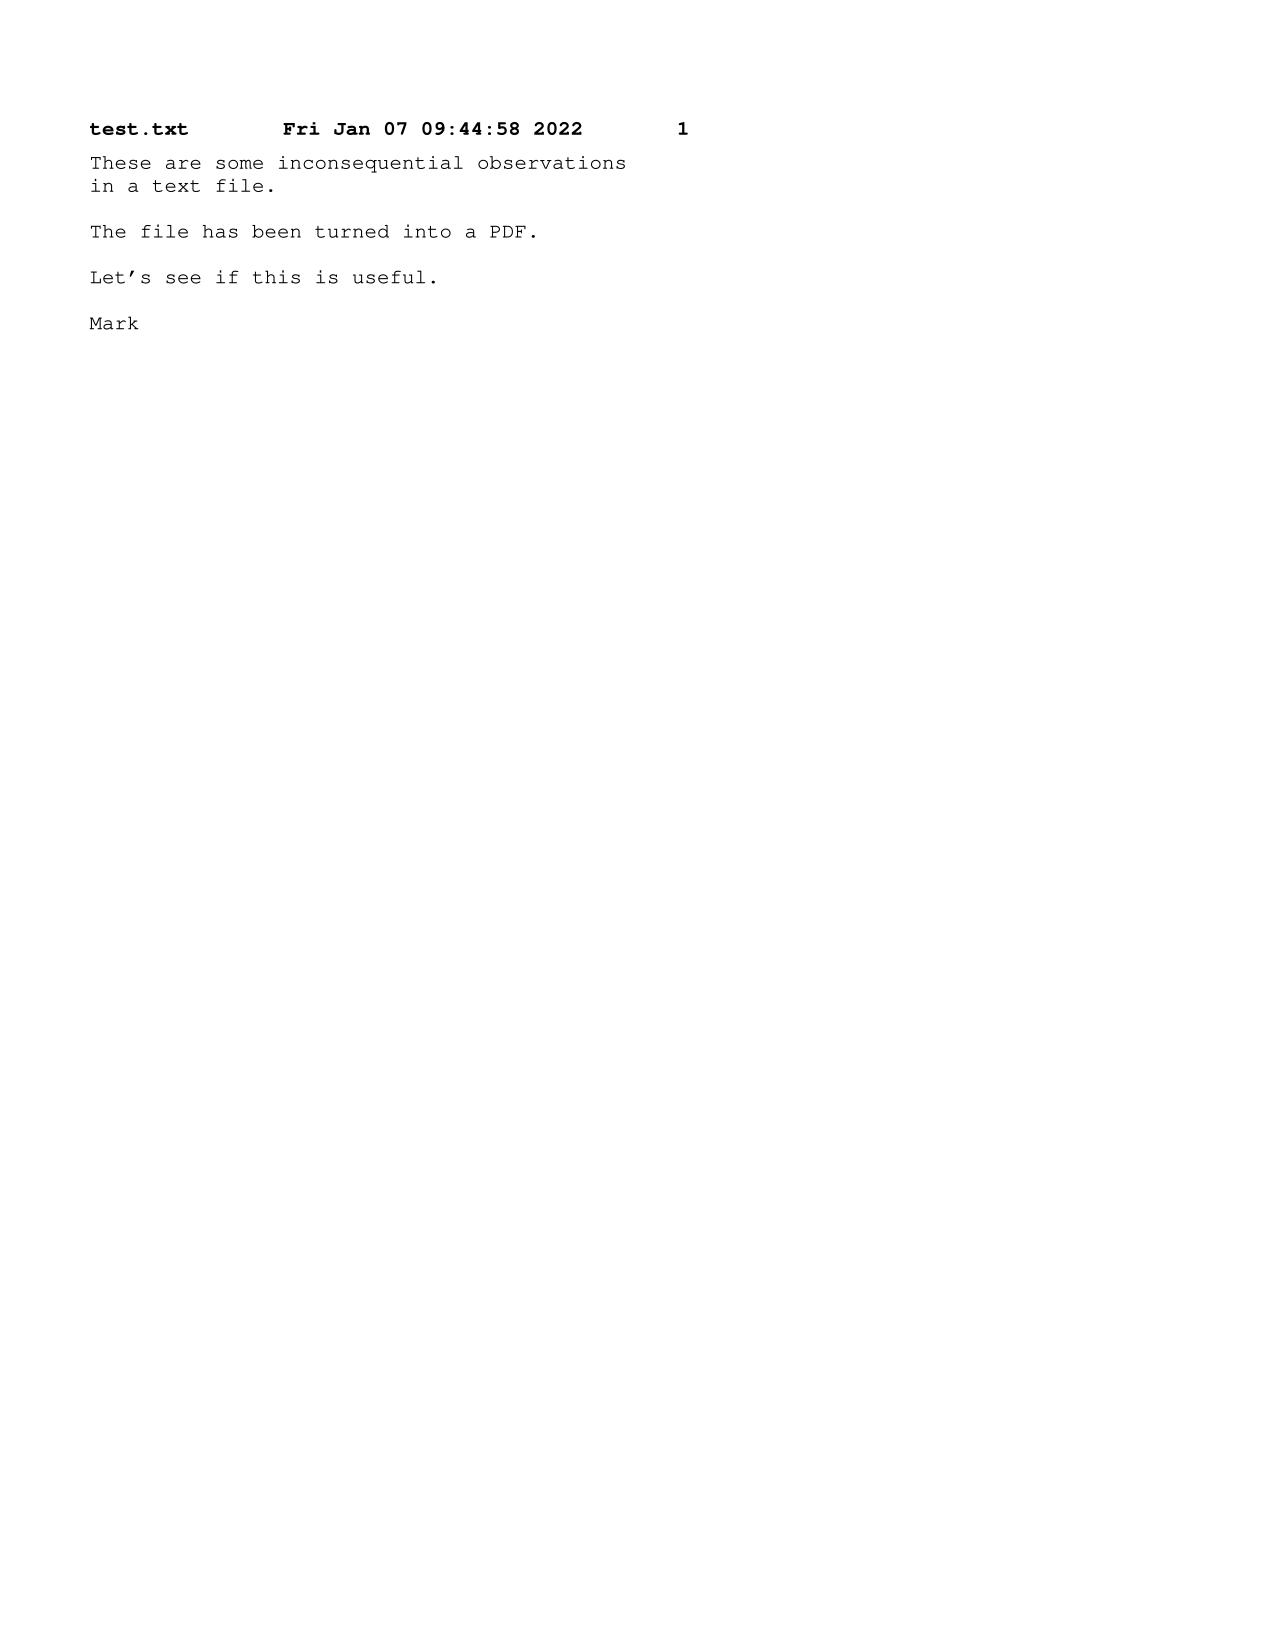 test.txt Fri Jan 07 09:44:58 2022 1
These are some inconsequential observations
in a text file.
The file has been turned into a PDF.
Let’s see if this is useful.
Mark